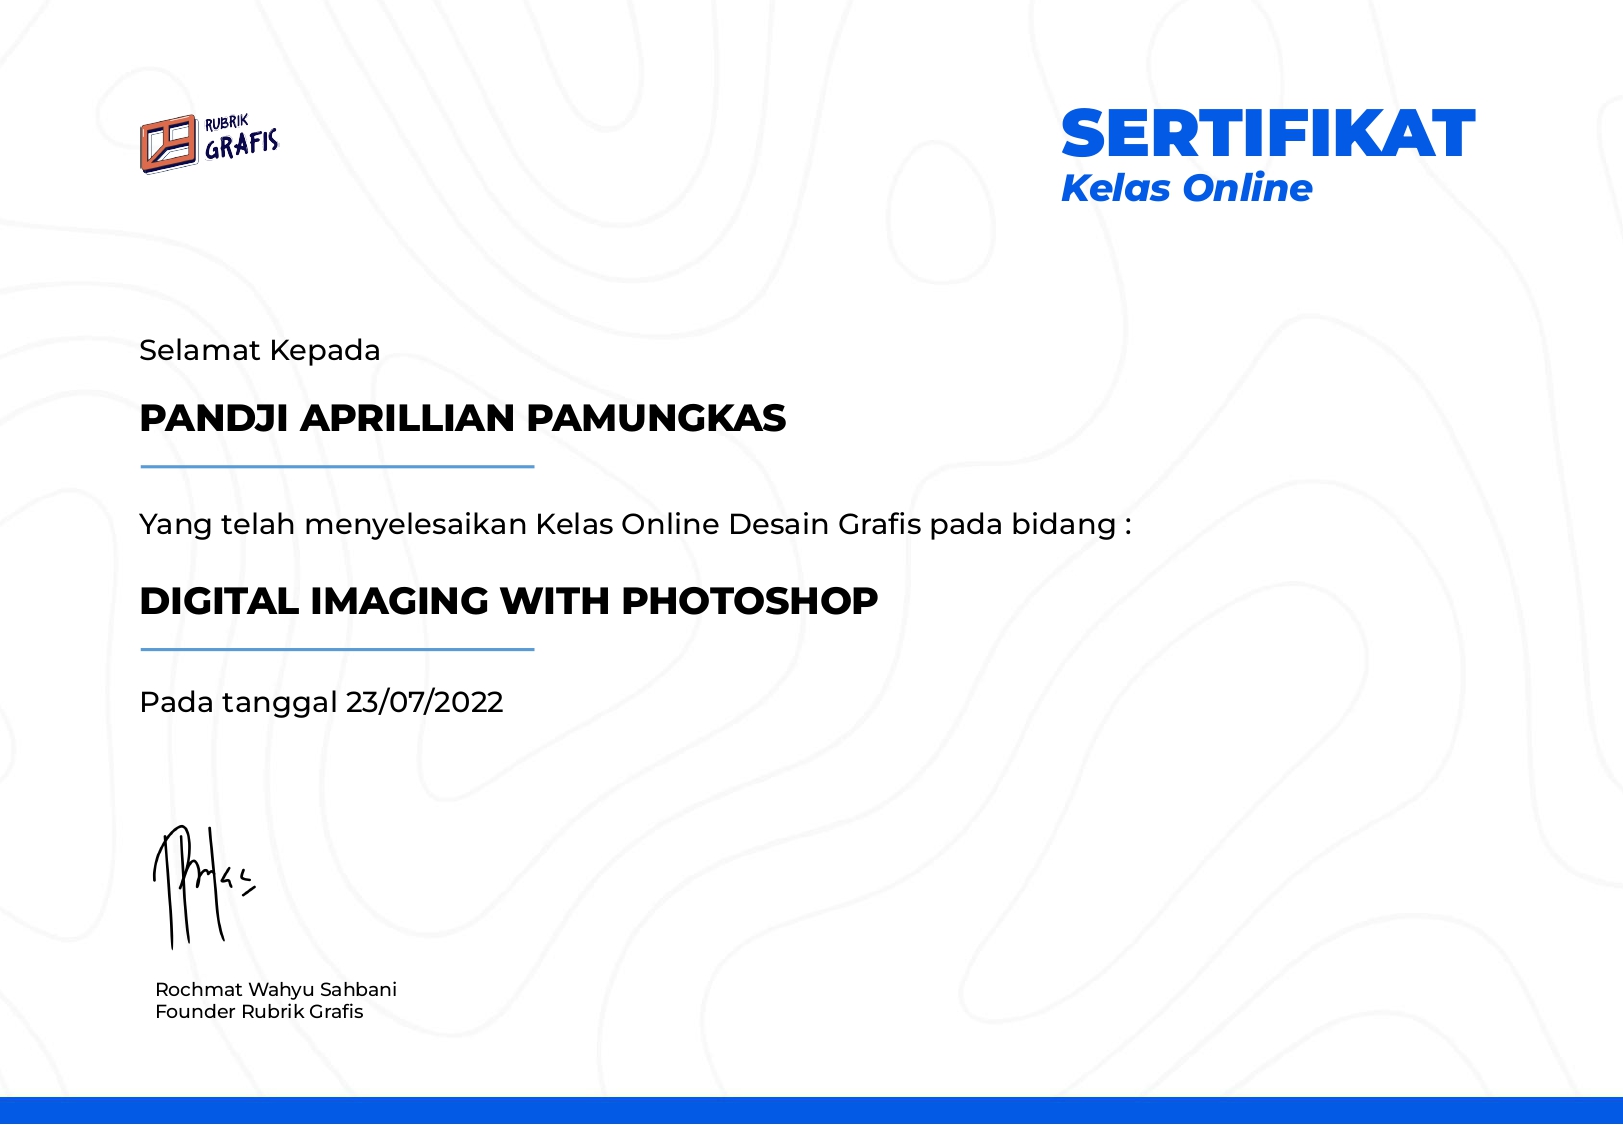 RUBRIK
GRAFIS
SERTIFIKAT
Kelas Online
Selamat Kepada
PANDJI APRILLIAN PAMUNGKAS
Yang telah menyelesaikan Kelas Online Desain Grafis pada bidang :
DIGITAL IMAGING WITH PHOTOSHOP
Pada tanggal 23/07/2022
Rochmat Wahyu Sahbani
Founder Rubrik Grafis